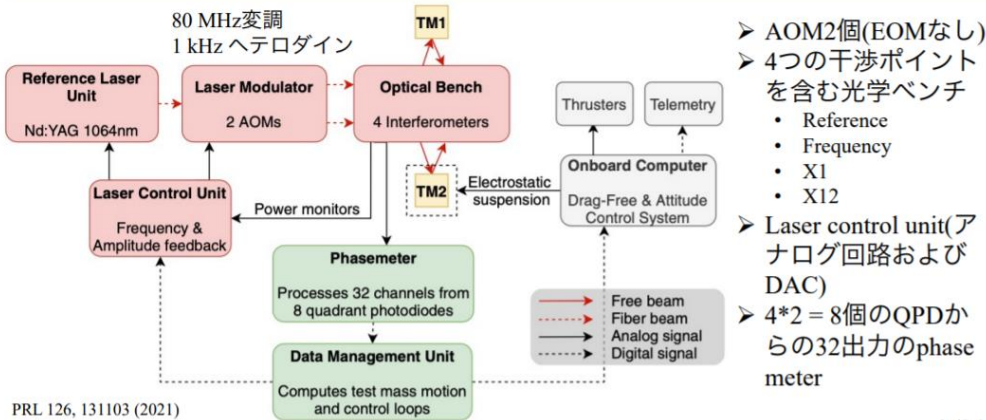 80 MHz変調
1 kHz ヘテロダイン
TM1
Reference Laser
Unit
Nd:YAG 1064nm
Laser Modulator
2 AOMs
Optical Bench
4 Interferometers
TM2
Thrusters
Telemetry
Electrostatic
suspension
Onboard Computer
Drag-Free & Attitude
Control System
Laser Control Unit
Frequency &
Amplitude feedback
Power monitors
Phasemeter
Processes 32 channels from
8 quadrant photodiodes
Data Management Unit
Computes test mass motion
and control loops
Free beam
Fiber beam
Analog signal
Digital signal
PRL 126, 131103 (2021)
➢ AOM2個(EOMなし)
➢ 4つの干渉ポイント
を含む光学ベンチ
• Reference
• Frequency
• X1
• X12
➢ Laser control unit(ア
ナログ回路および
DAC)
➢ 4*2 = 8個のQPDか
らの32出力のphase
meter